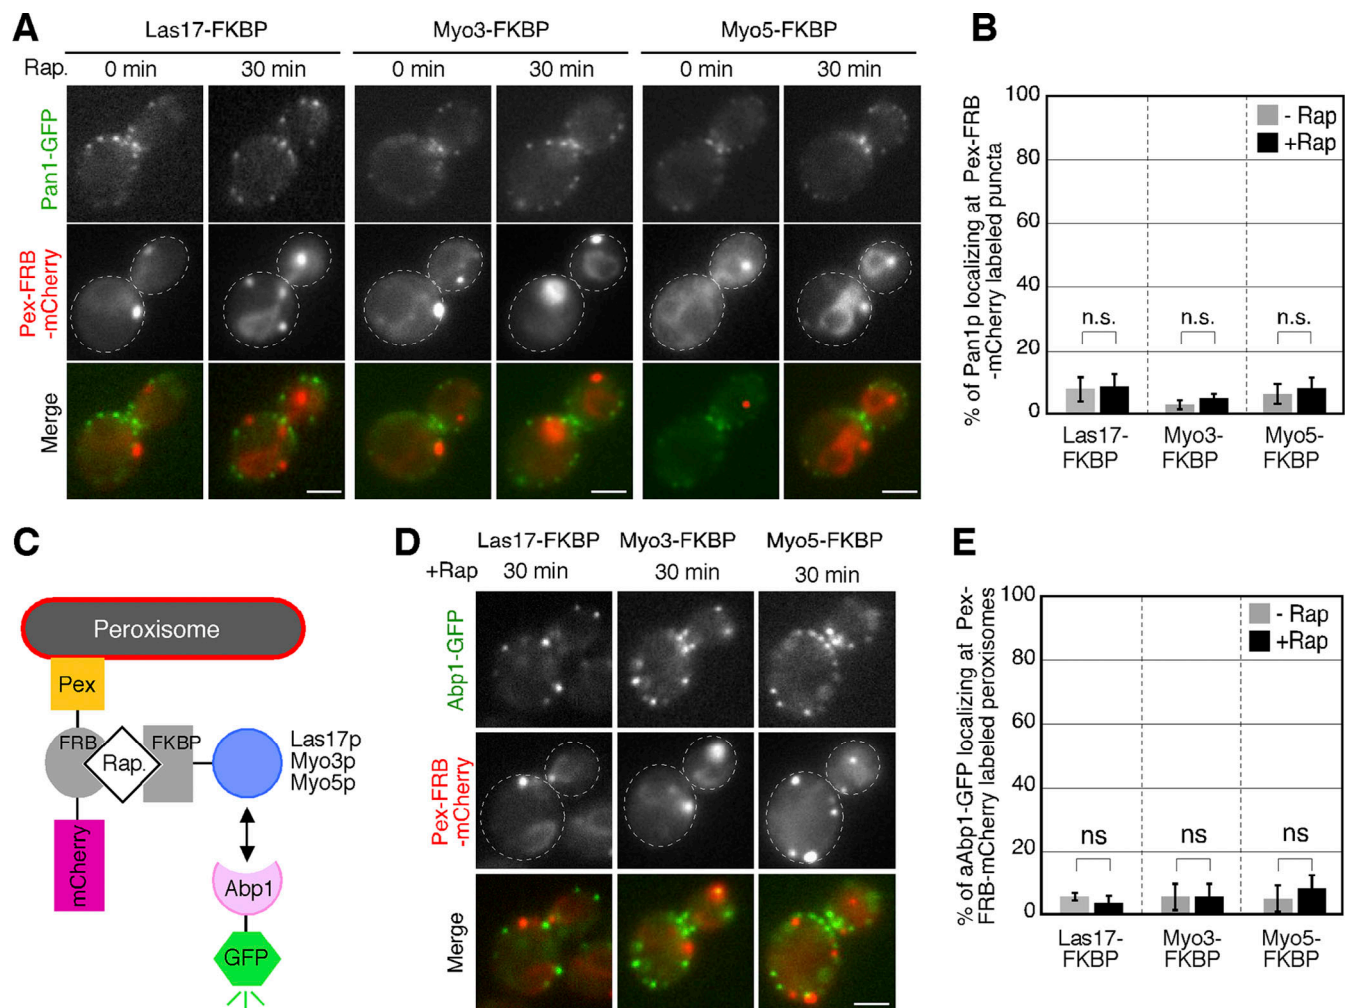 A
Las17-FKBP
Myo3-FKBP
Myo5-FKBP
Rap.
0 min
30 min
0 min
30 min
0 min
30 min
Pan1-GFP
Pex-FRB
-mCherry
Merge
B
% of Pan1p localizing at Pex-FRB
-mCherry labeled puncta
100
80
60
40
20
0
- Rap
+Rap
n.s.
n.s.
n.s.
Las17-
FKBP
Myo3-
FKBP
Myo5-
FKBP
C
Peroxisome
Pex
FRB
Rap.
FKBP
mCherry
Las17p
Myo3p
Myo5p
Abp1
GFP
D
Las17-FKBP
Myo3-FKBP
Myo5-FKBP
+Rap
30 min
30 min
30 min
Abp1-GFP
Pex-FRB
-mCherry
Merge
E
% of aAbp1-GFP localizing at Pex-
FRB-mCherry labeled peroxisomes
100
80
60
40
20
0
- Rap
+Rap
ns
ns
ns
Las17-
FKBP
Myo3-
FKBP
Myo5-
FKBP